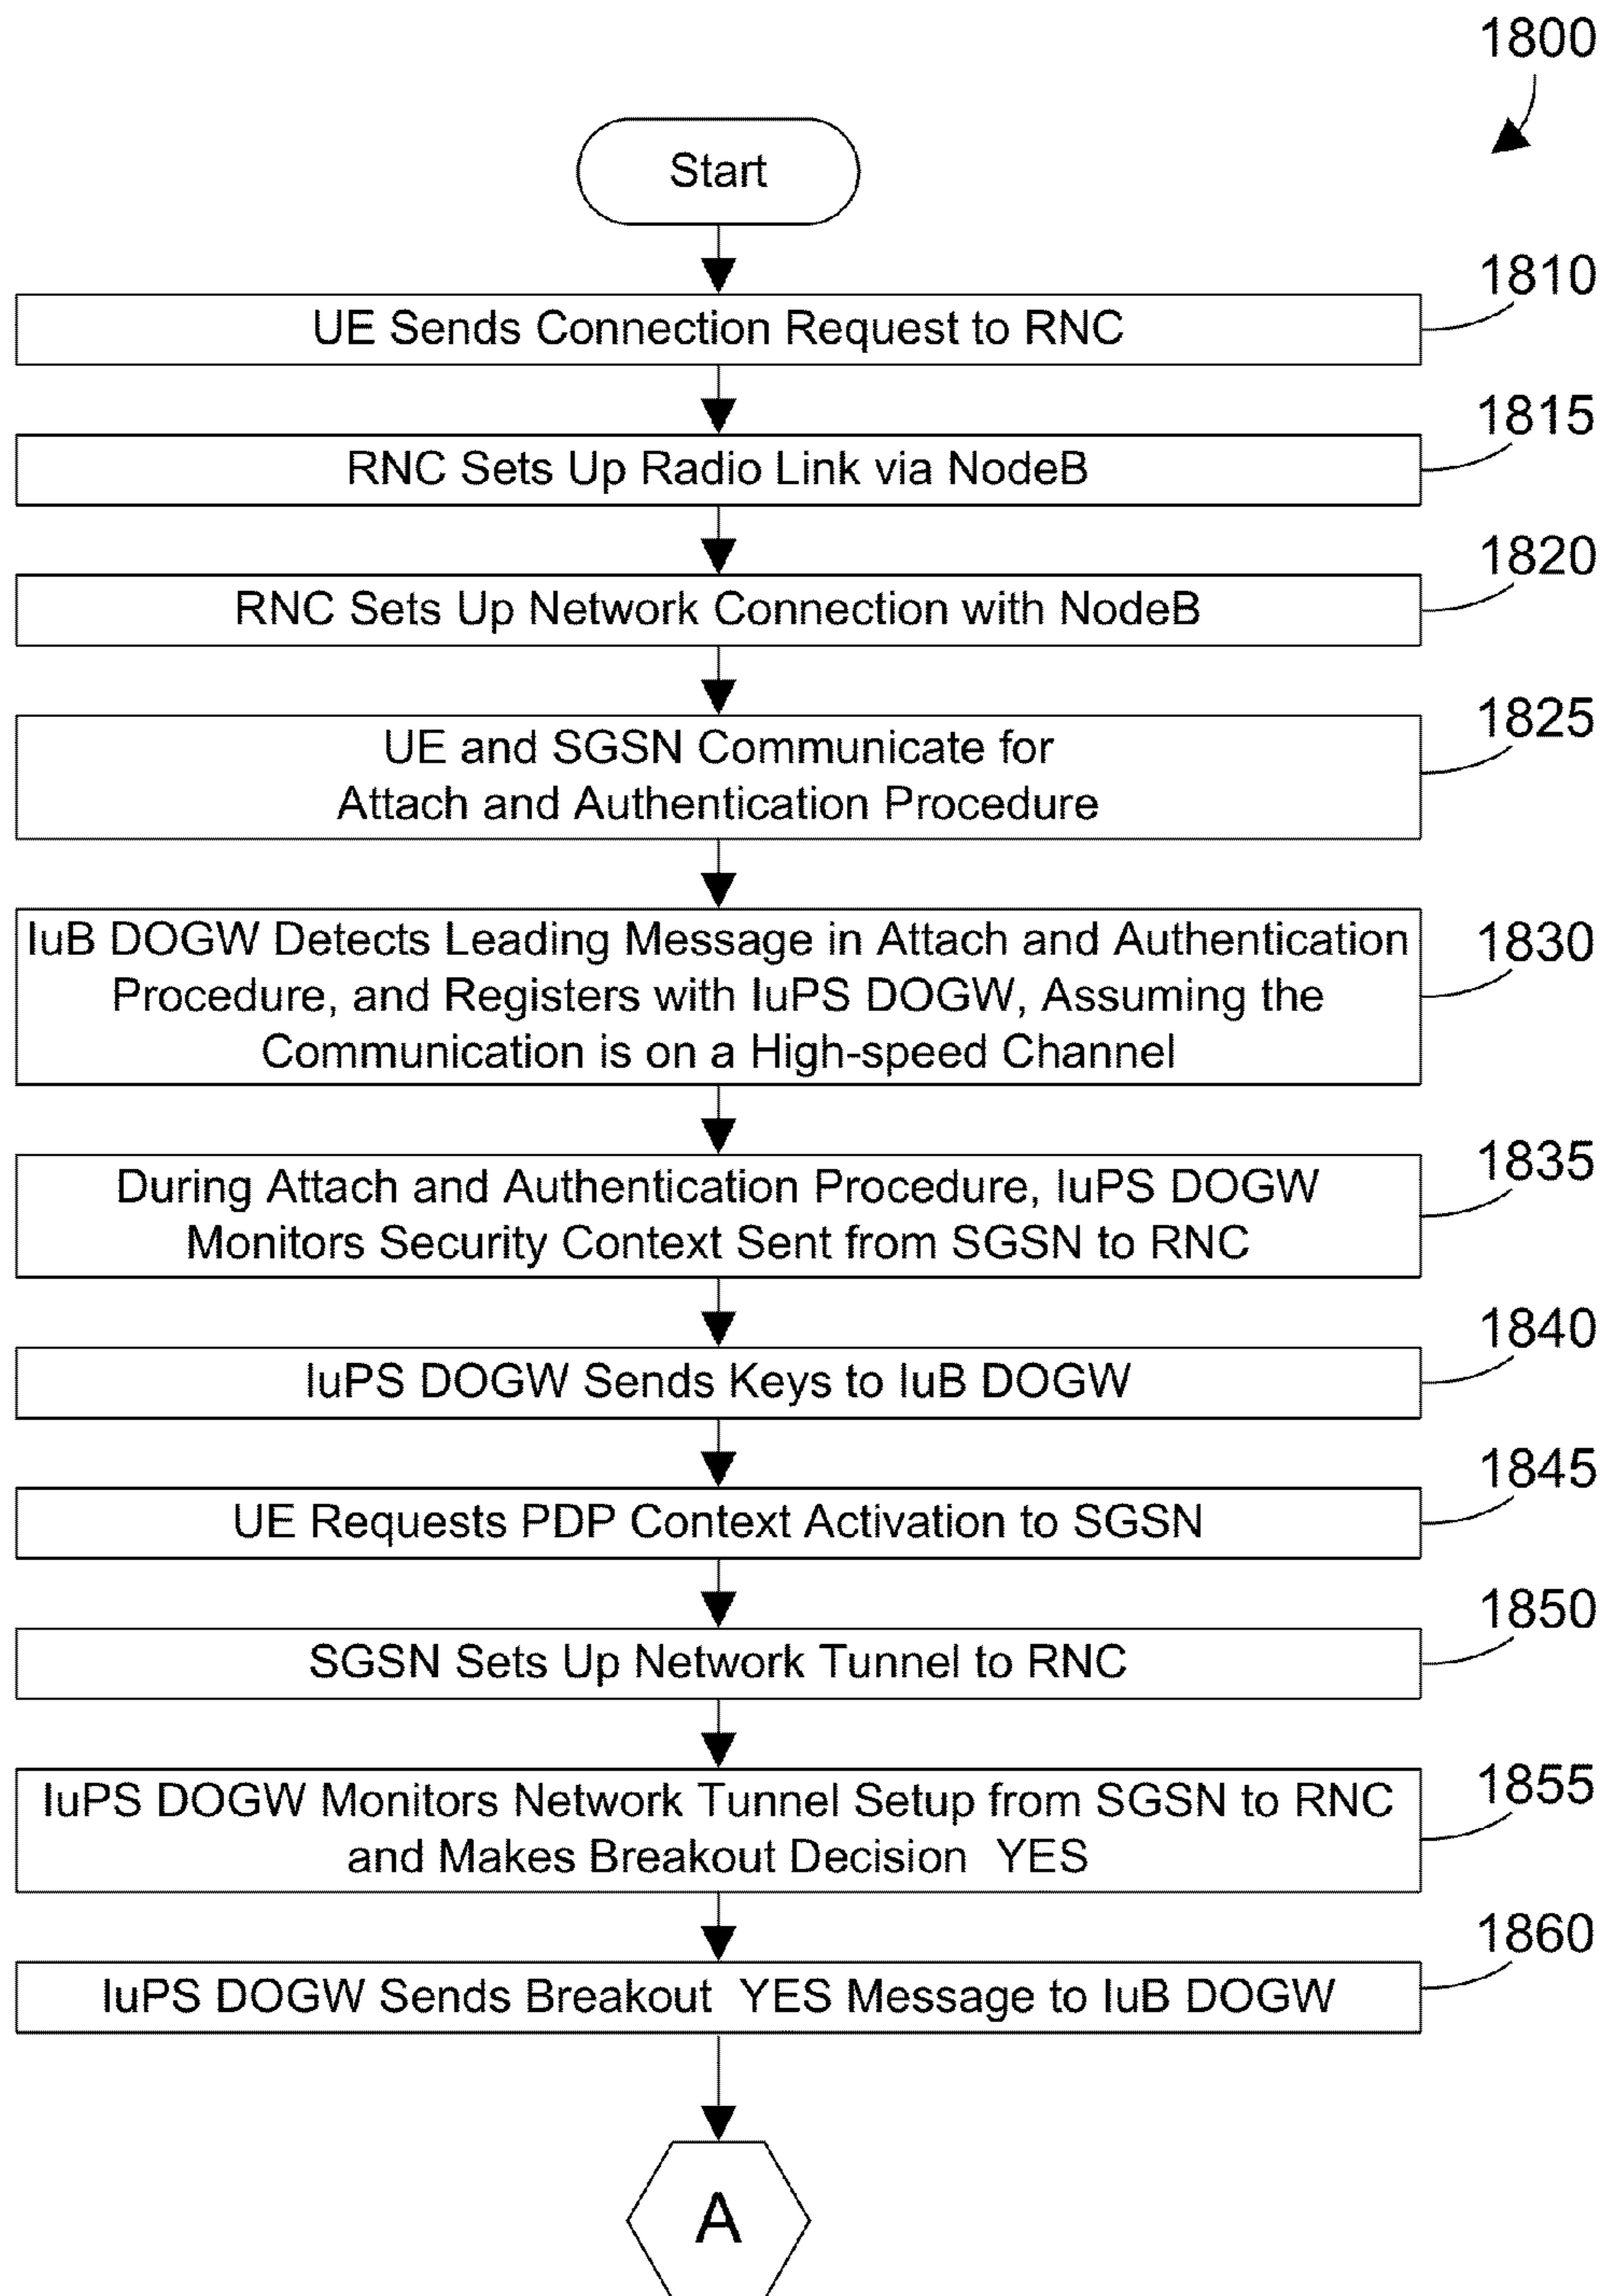 1800
Start
1810
UE Sends Connection Request to RNC
1815
RNC Sets Up Radio Link via NodeB
1820
RNC Sets Up Network Connection with NodeB
1825
UE and SGSN Communicate for
Attach and Authentication Procedure
1830
IuB DOGW Detects Leading Message in Attach and Authentication
Procedure, and Registers with IuPS DOGW, Assuming the
Communication is on a High-speed Channel
1835
During Attach and Authentication Procedure, IuPS DOGW
Monitors Security Context Sent from SGSN to RNC
1840
IuPS DOGW Sends Keys to IuB DOGW
1845
UE Requests PDP Context Activation to SGSN
1850
SGSN Sets Up Network Tunnel to RNC
1855
IuPS DOGW Monitors Network Tunnel Setup from SGSN to RNC
and Makes Breakout Decision YES
1860
IuPS DOGW Sends Breakout YES Message to IuB DOGW
A